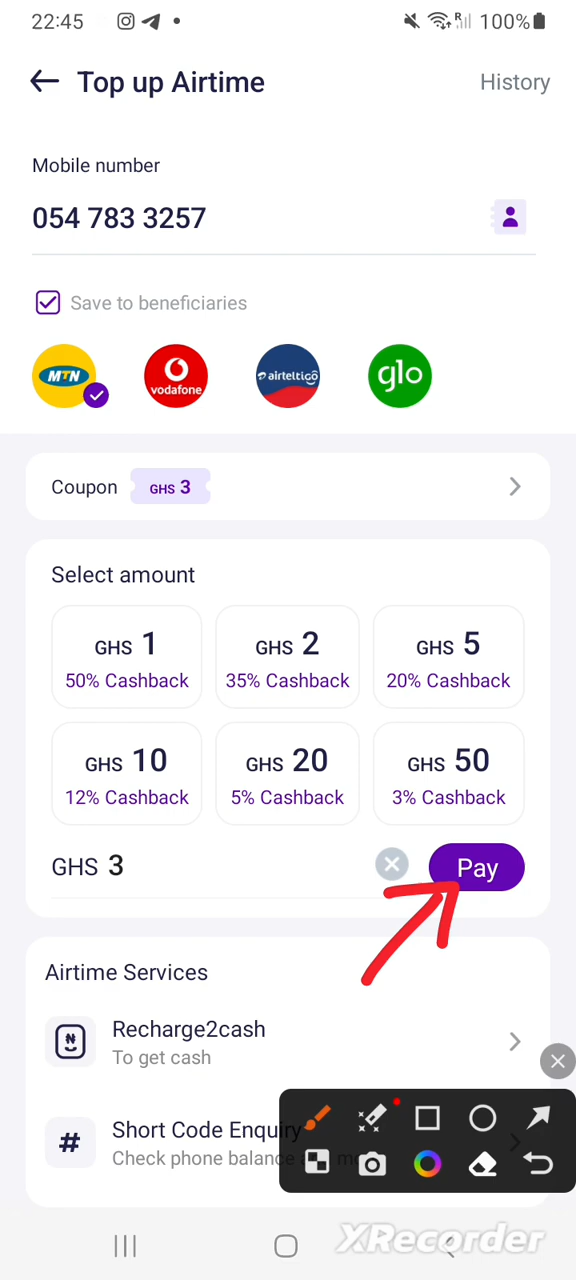 22:45 R 100%
Top up Airtime History
Mobile number
054 783 3257
Save to beneficiaries
MTN vodafone airteltigo glo
Coupon GHS 3
Select amount
GHS 1 GHS 2 GHS 5
50% Cashback 35% Cashback 20% Cashback
GHS 10 GHS 20 GHS 50
12% Cashback 5% Cashback 3% Cashback
GHS 3 Pay
Airtime Services
Recharge2cash
To get cash
# Short Code Enquiry
Check phone balance
XRecorder